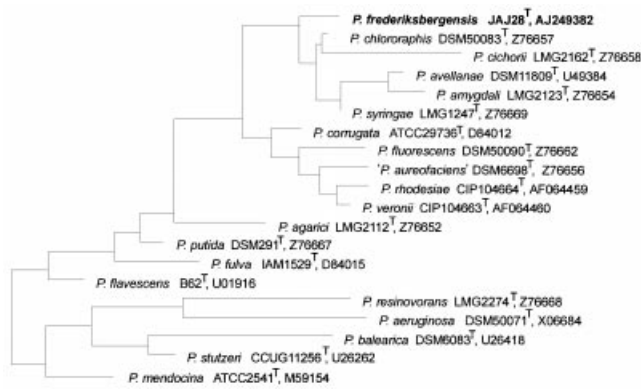 P. frederiksbergensis JAJ28T, AJ249382
P. chlororaphis DSM50083T, Z76657
P. cichorii LMG2162T, Z76658
P. avellanae DSM11809T, U49384
P. amygdali LMG2123T, Z76654
P. syringae LMG1247T, Z76669
P. corrugata ATCC29736T, D84012
P. fluorescens DSM50090T, Z76662
'P. aureofaciens' DSM6698T, Z76656
P. rhodesiae CIP104664T, AF064459
P. veronii CIP104663T, AF064460
P. agarici LMG2112T, Z76652
P. putida DSM291T, Z76667
P. fulva IAM1529T, D84015
P. flavescens B62T, U01916
P. resinovorans LMG2274T, Z76668
P. aeruginosa DSM50071T, X06684
P. balearica DSM6083T, U26418
P. stutzeri CCUG11256T, U26262
P. mendocina ATCC2541T, M59154